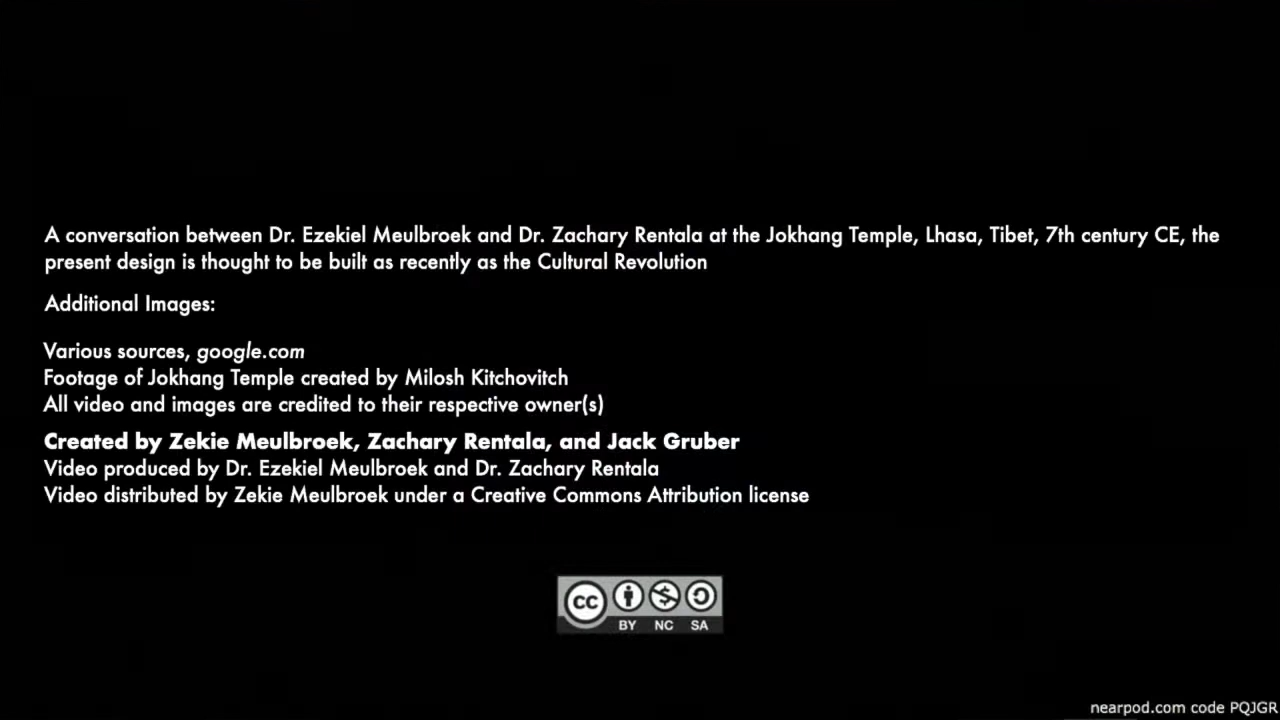 A conversation between Dr. Ezekiel Meulbroek and Dr. Zachary Rentala at the Jokhang Temple, Lhasa, Tibet, 7th century CE, the
present design is thought to be built as recently as the Cultural Revolution
Additional Images:
Various sources, google.com
Footage of Jokhang Temple created by Milosh Kitchovitch
All video and images are credited to their respective owner(s)
Created by Zekie Meulbroek, Zachary Rentala, and Jack Gruber
Video produced by Dr. Ezekiel Meulbroek and Dr. Zachary Rentala
Video distributed by Zekie Meulbroek under a Creative Commons Attribution license
cc
BY NC SA
nearpod.com code PQJGR